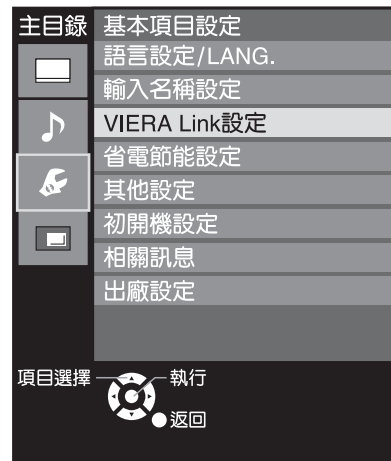 主目錄
基本項目設定
語言設定/LANG.
輸入名稱設定
VIERA Link設定
省電節能設定
其他設定
初開機設定
相關訊息
出廠設定
項目選擇
執行
返回